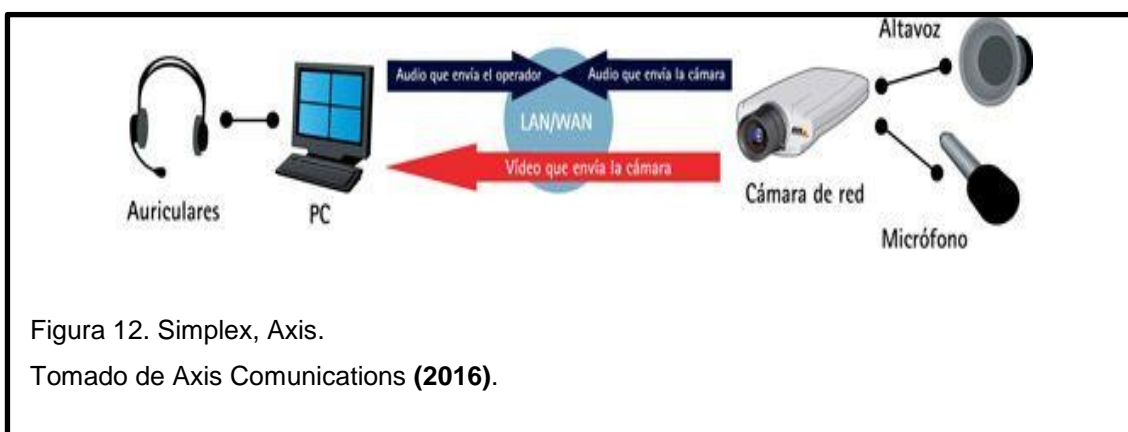 Altavoz
Audio que envía el operador
Audio que envía la cámara
LAN/WAN
Vídeo que envía la cámara
AXIS
Auriculares
PC
Cámara de red
Micrófono
Figura 12. Simplex, Axis.
Tomado de Axis Comunications (2016).